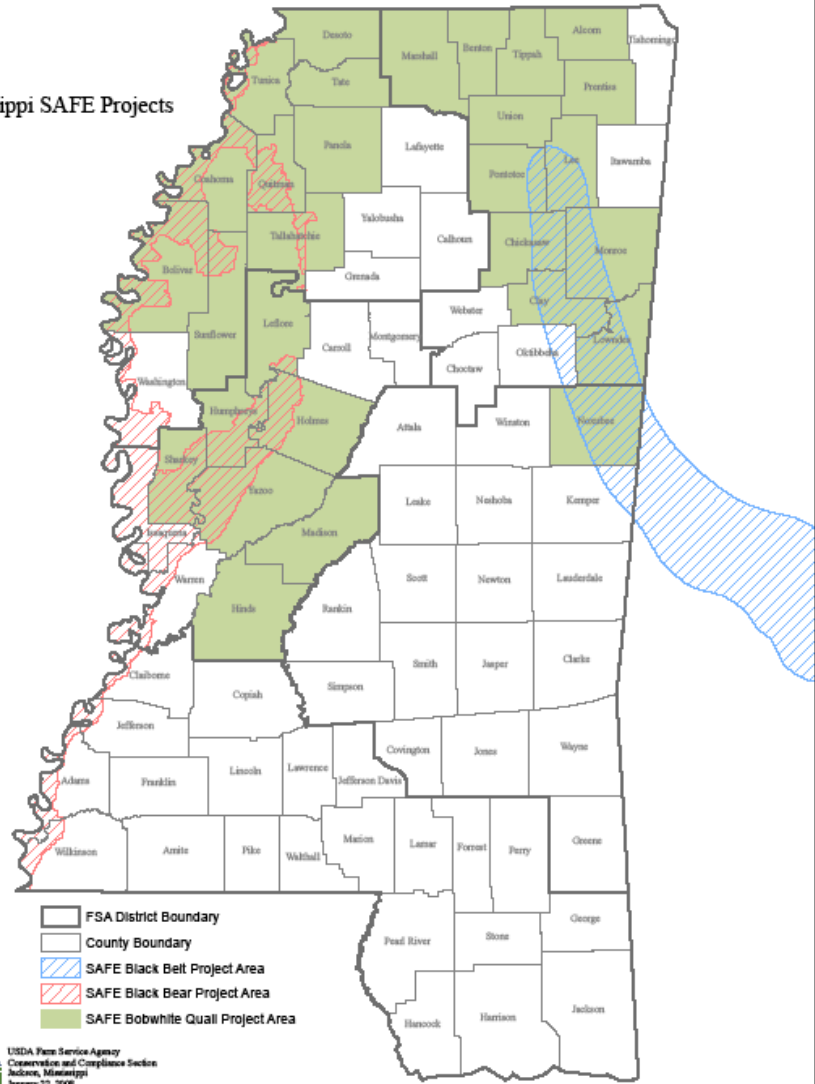 ippi SAFE Projects
Desoto
Marshall
Benton
Tippah
Alcorn
Tishomingo
Tunica
Tate
Prentiss
Union
Panola
Lafayette
Lee
Itawamba
Coahoma
Quitman
Pontotoc
Yalobusha
Tallahatchie
Calhoun
Chickasaw
Monroe
Bolivar
Grenada
Clay
Sunflower
Leflore
Webster
Montgomery
Carroll
Lowndes
Oktibbeha
Choctaw
Washington
Humphreys
Holmes
Attala
Winston
Noxubee
Sharkey
Yazoo
Leake
Neshoba
Kemper
Issaquena
Madison
Warren
Scott
Newton
Lauderdale
Hinds
Rankin
Smith
Jasper
Clarke
Claiborne
Simpson
Copiah
Jefferson
Covington
Jones
Wayne
Lawrence
Lincoln
Adams
Franklin
Jefferson Davis
Marion
Lamar
Forrest
Perry
Greene
Wilkinson
Amite
Pike
Walthall
FSA District Boundary
George
Pearl River
Stone
County Boundary
SAFE Black Belt Project Area
SAFE Black Bear Project Area
Jackson
Hancock
Harrison
SAFE Bobwhite Quail Project Area
USDA Farm Service Agency
Conservation and Compliance Section
Jackson, Mississippi
January 22, 2008